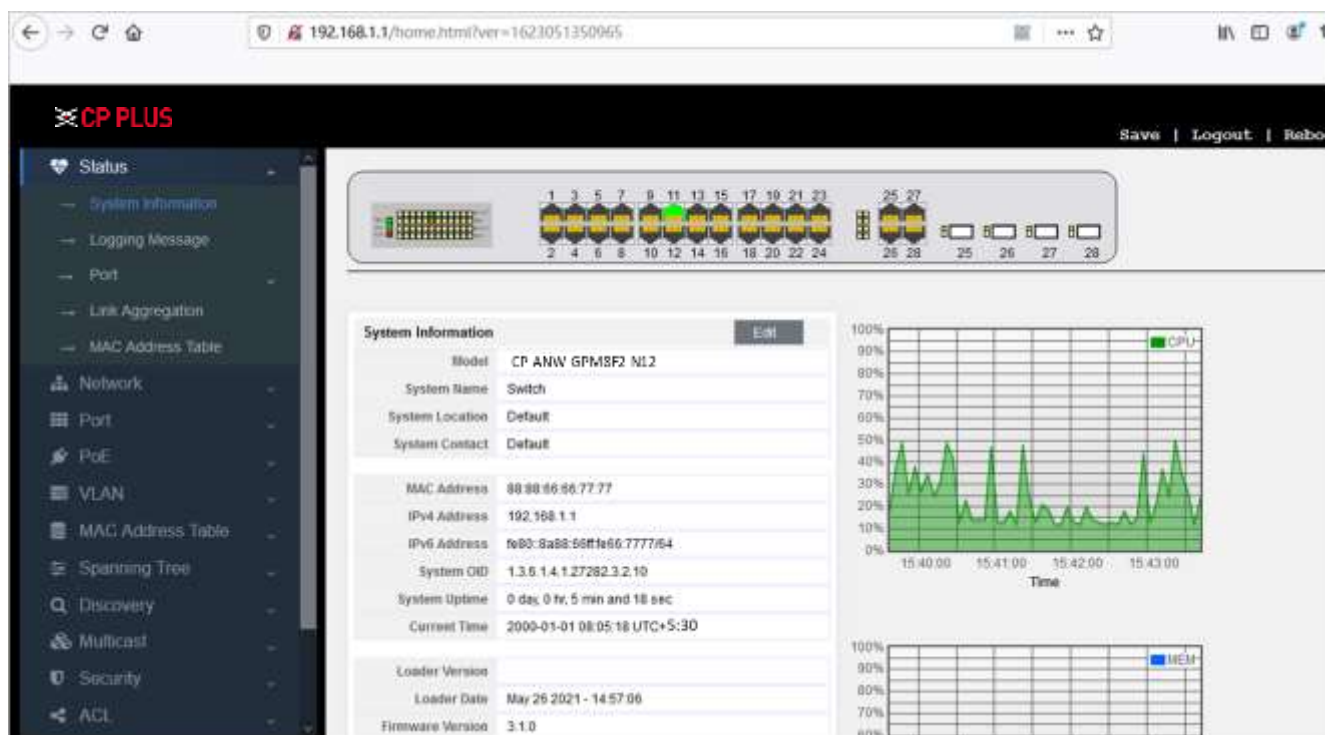 192.168.1.1/home.html?ver=1623051350965
CP PLUS
Save | Logout |
Status
System Information
Logging Message
Port
Link Aggregation
MAC Address Table
Network
Port
PoE
VLAN
MAC Address Table
Spanning Tree
Discovery
Multicast
Security
ACL
1 3 5 7 9 11 13 15 17 19 21 23 25 27
2 4 6 8 10 12 14 16 18 20 22 24 26 28 25 26 27 28
System Information Edit
Model CP ANW GPM8F2 N12
System Name Switch
System Location Default
System Contact Default
MAC Address 88:88:66:66:77:77
IPv4 Address 192.168.1.1
IPv6 Address fe80::8a88:66ff:fe66:7777/64
System OID 1.3.6.1.4.1.27282.3.2.10
System Uptime 0 day, 0 hr, 5 min and 18 sec
Current Time 2000-01-01 08:05:18 UTC+5:30
Loader Version
Loader Date May 26 2021 - 14:57:06
Firmware Version 3.1.0
CPU
100%
90%
80%
70%
60%
50%
40%
30%
20%
10%
0%
15:40:00 15:41:00 15:42:00 15:43:00
Time
MEM
100%
90%
80%
70%